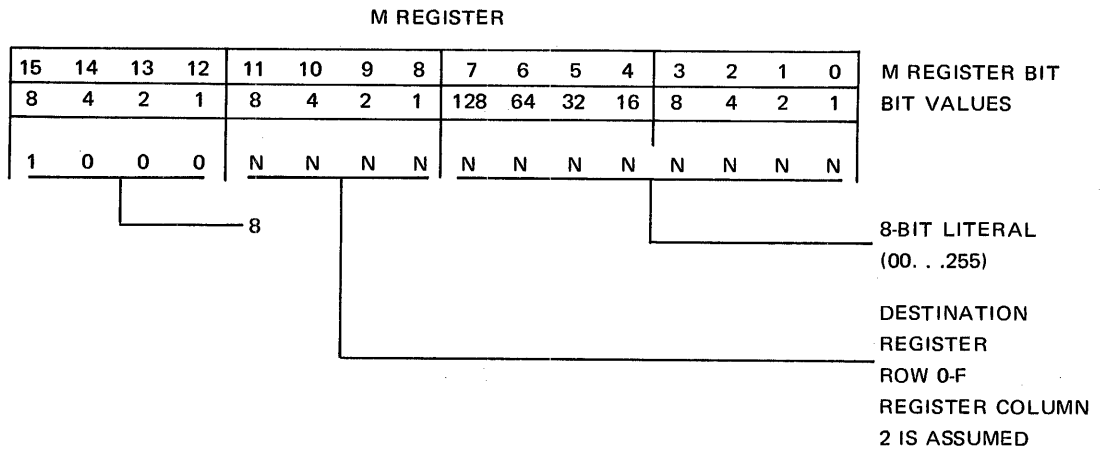 M REGISTER
15 14 13 12 11 10 9 8 7 6 5 4 3 2 1 0 M REGISTER BIT
8 4 2 1 8 4 2 1 128 64 32 16 8 4 2 1 BIT VALUES
1 0 0 0 N N N N N N N N N N N N
8
8-BIT LITERAL
(00. . .255)
DESTINATION
REGISTER
ROW 0-F
REGISTER COLUMN
2 IS ASSUMED